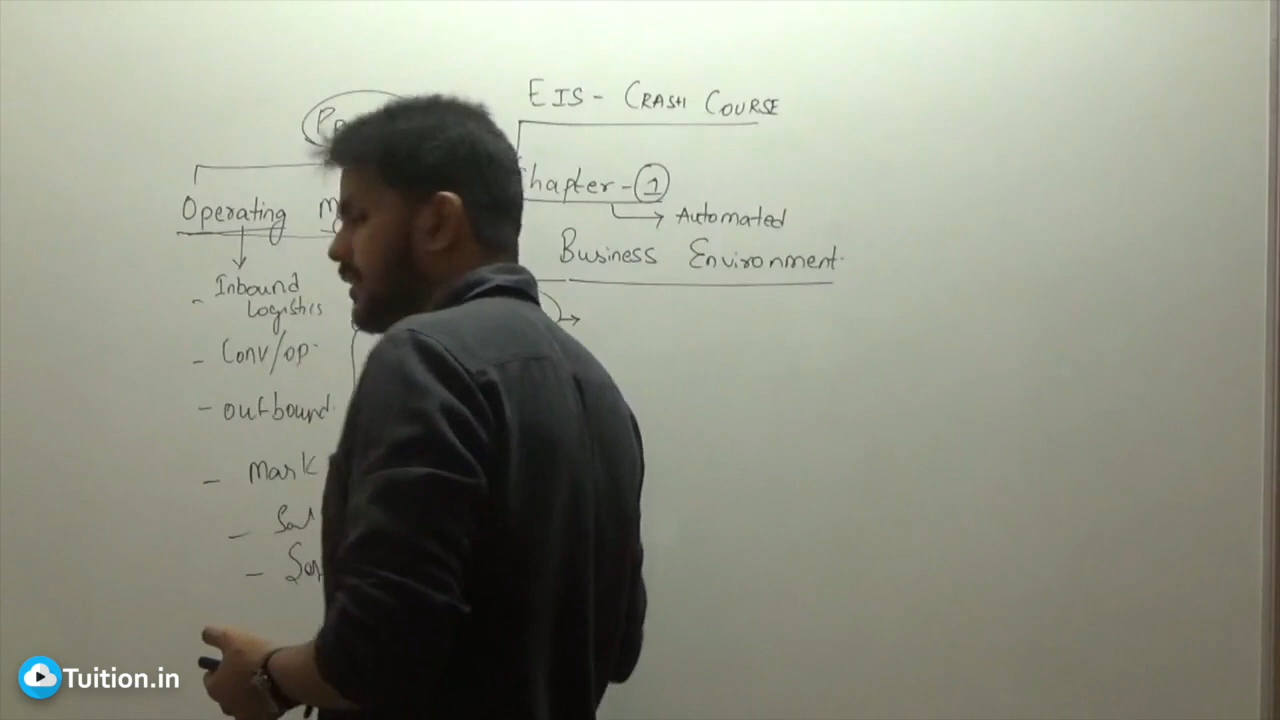 EIS - CRASH COURSE
Chapter - 1
→ Automated
Business Environment
Operating
↓
- Inbound
Logistics
- Conv/op.
- outbound.
- Mark
Tuition.in